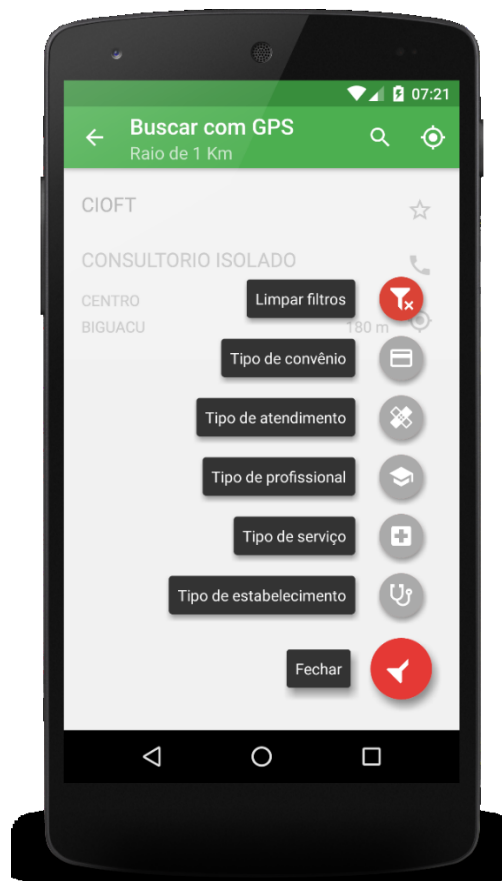 07:21
Buscar com GPS
Raio de 1 Km
CIOFT
CONSULTORIO ISOLADO
Limpar filtros
CENTRO
BIGUACU
180 m
Tipo de convênio
Tipo de atendimento
Tipo de profissional
Tipo de serviço
Tipo de estabelecimento
Fechar